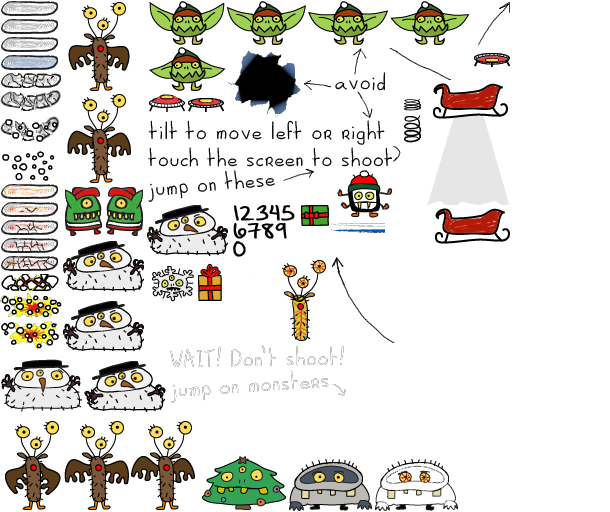 avoid
tilt to move left or right
touch the screen to shoot
jump on these
12345
6789
0
WAIT! Don't shoot!
jump on monsters